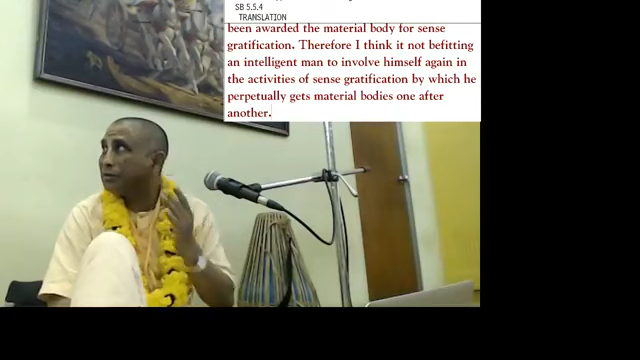 SB 5.5.4
TRANSLATION
been awarded the material body for sense
gratification. Therefore I think it not befitting
an intelligent man to involve himself again in
the activities of sense gratification by which he
perpetually gets material bodies one after
another.